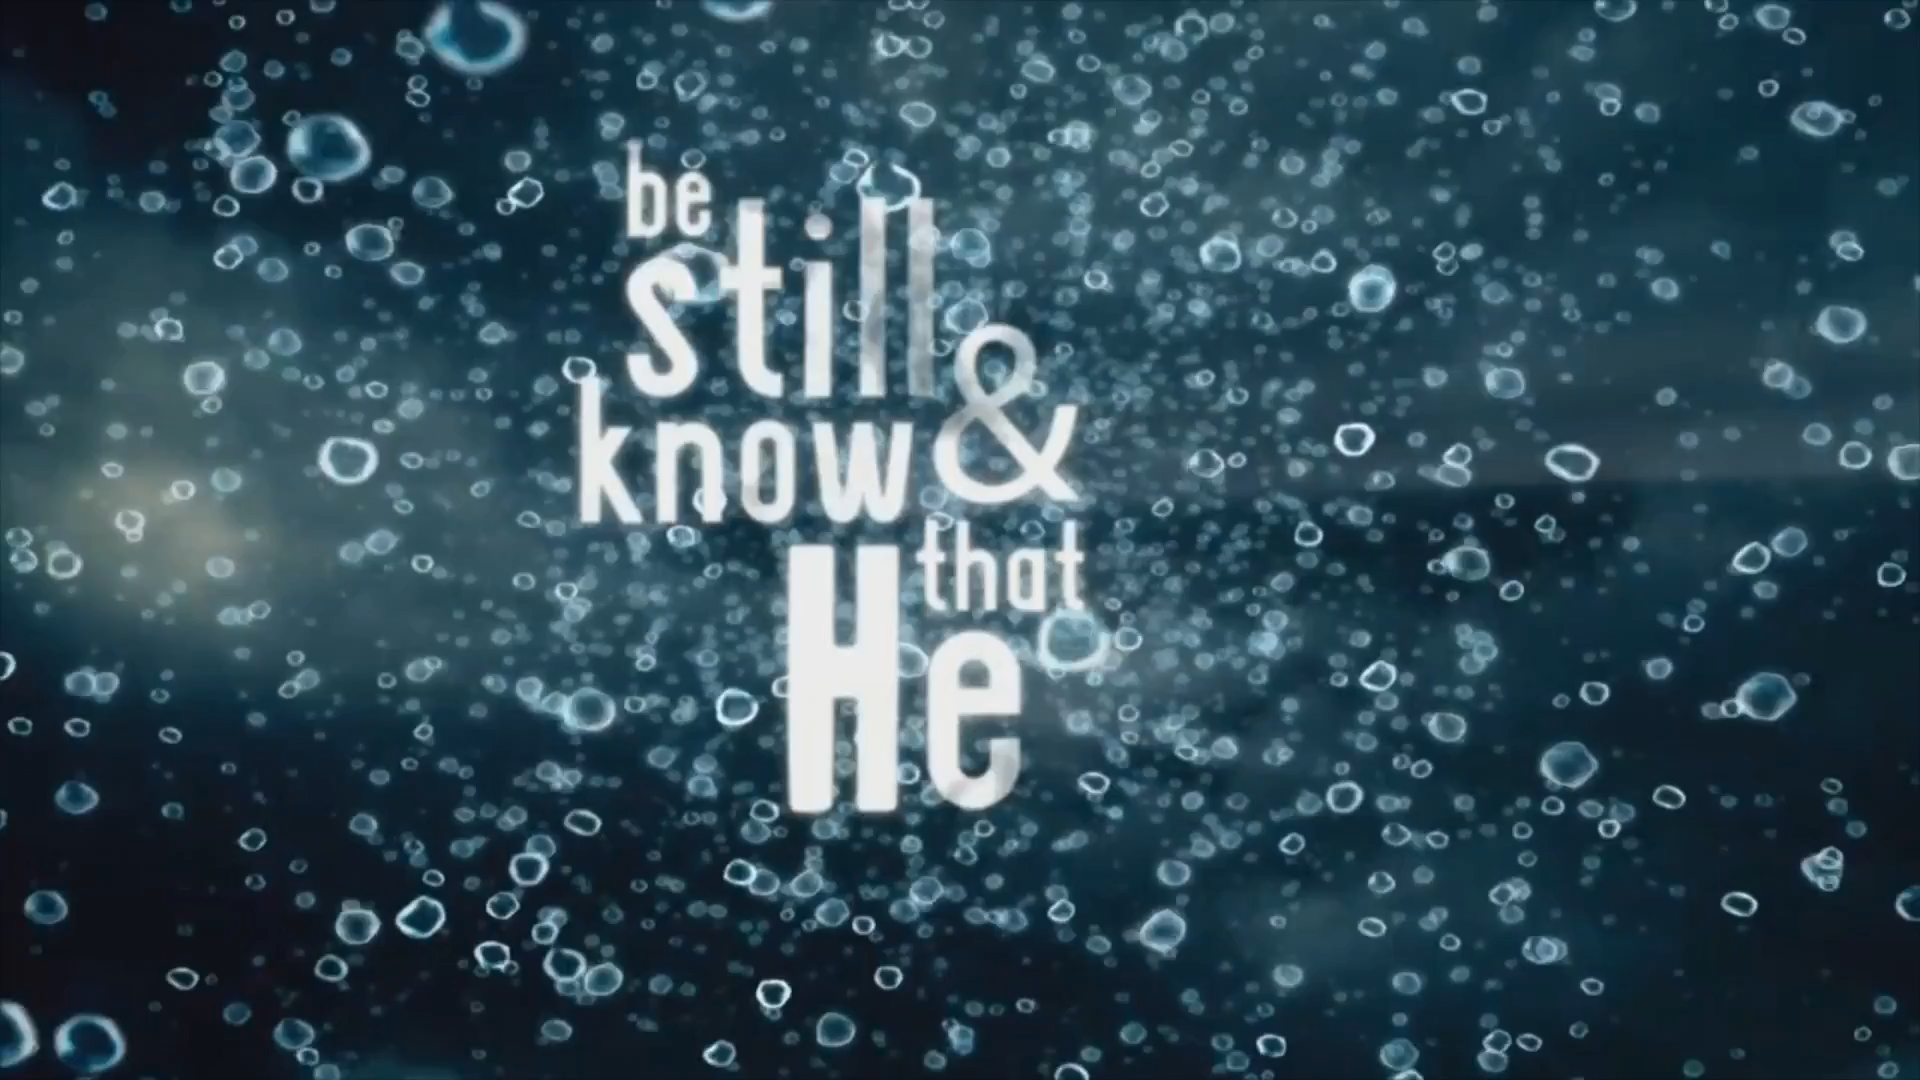 be
still
& know
that
He